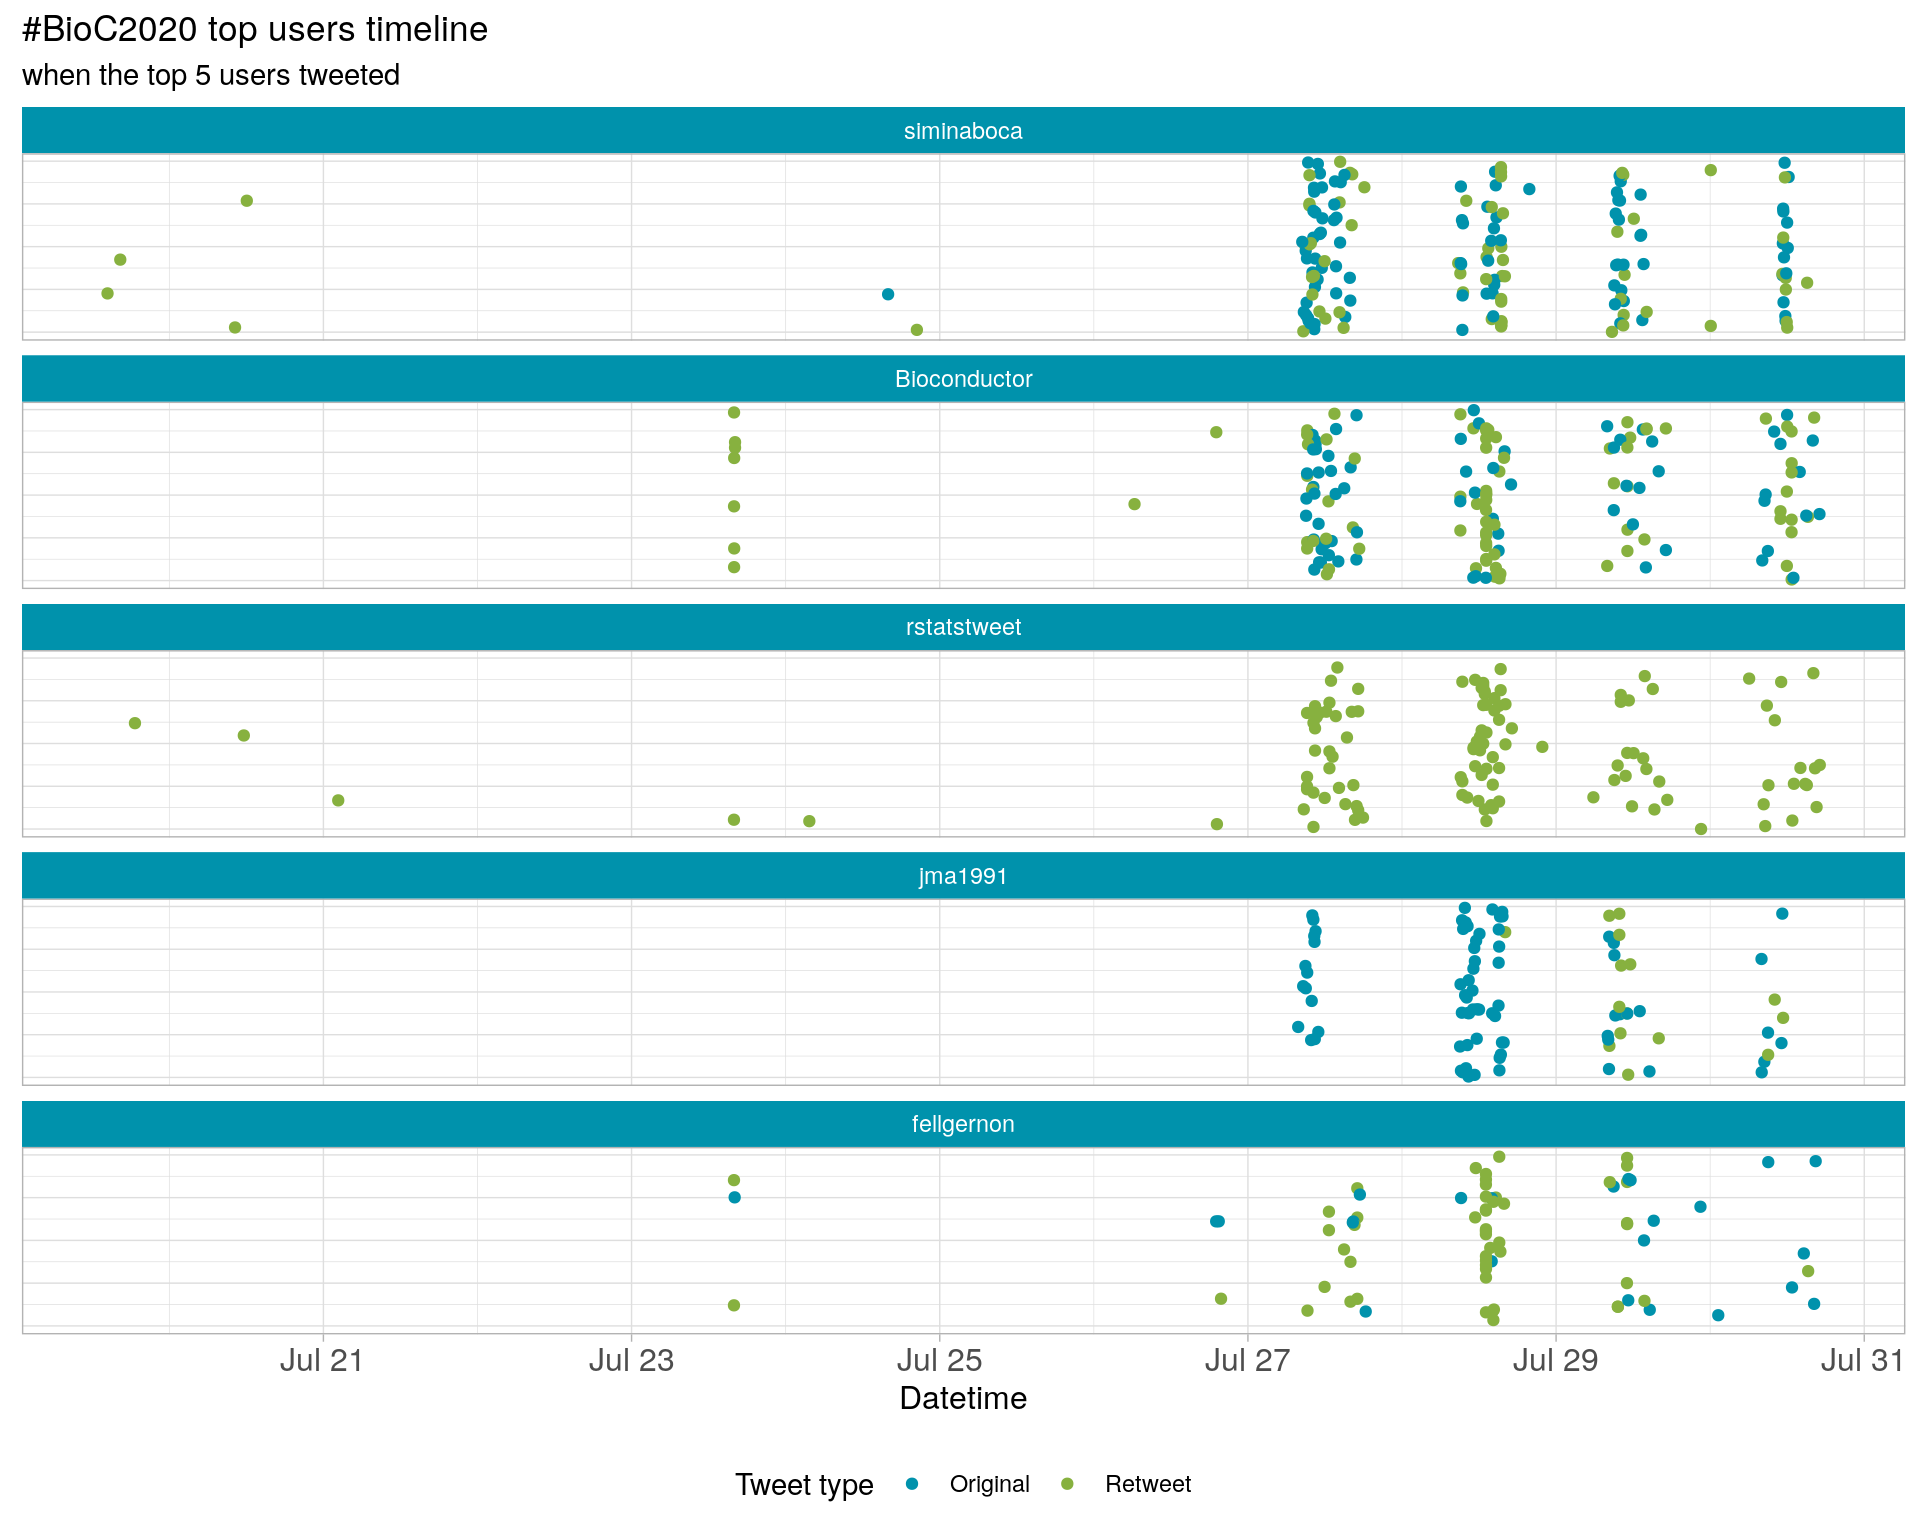 #BioC2020 top users timeline
when the top 5 users tweeted
siminaboca
Bioconductor
rstatstweet
jma1991
fellgernon
Jul 21 Jul 23 Jul 25 Jul 27 Jul 29 Jul 31
Datetime
Tweet type Original Retweet